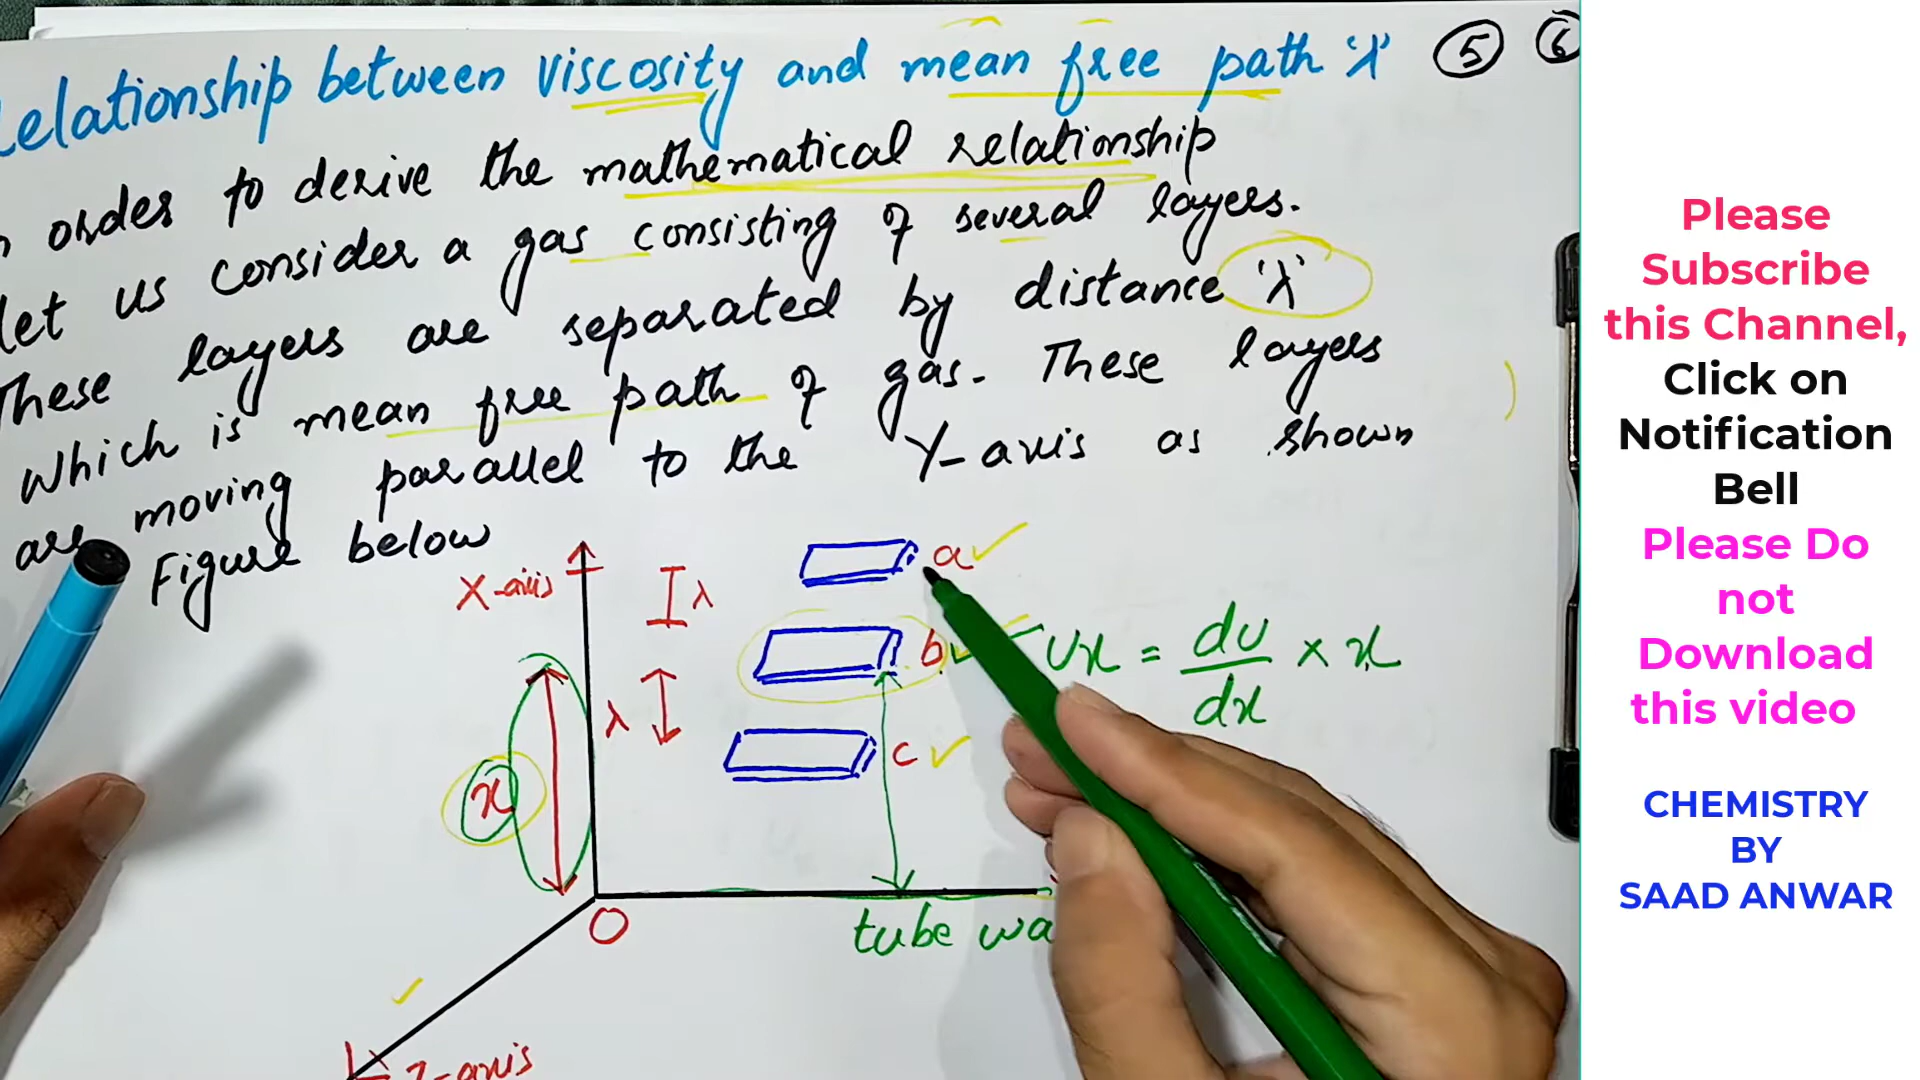 Relationship between Viscosity and mean free path 'λ' 5 6
In order to derive the mathematical relationship
let us consider a gas consisting of several layers.
These layers are separated by distance 'λ'
which is mean free path of gas. These layers
are moving parallel to the Y-axis as shown
Figure below
X-axis
λ
a
b
Vx = dv/dx × x
λ
c
x
O
tube wa
Z-axis
Please
Subscribe
this Channel,
Click on
Notification
Bell
Please Do
not
Download
this video
CHEMISTRY
BY
SAAD ANWAR